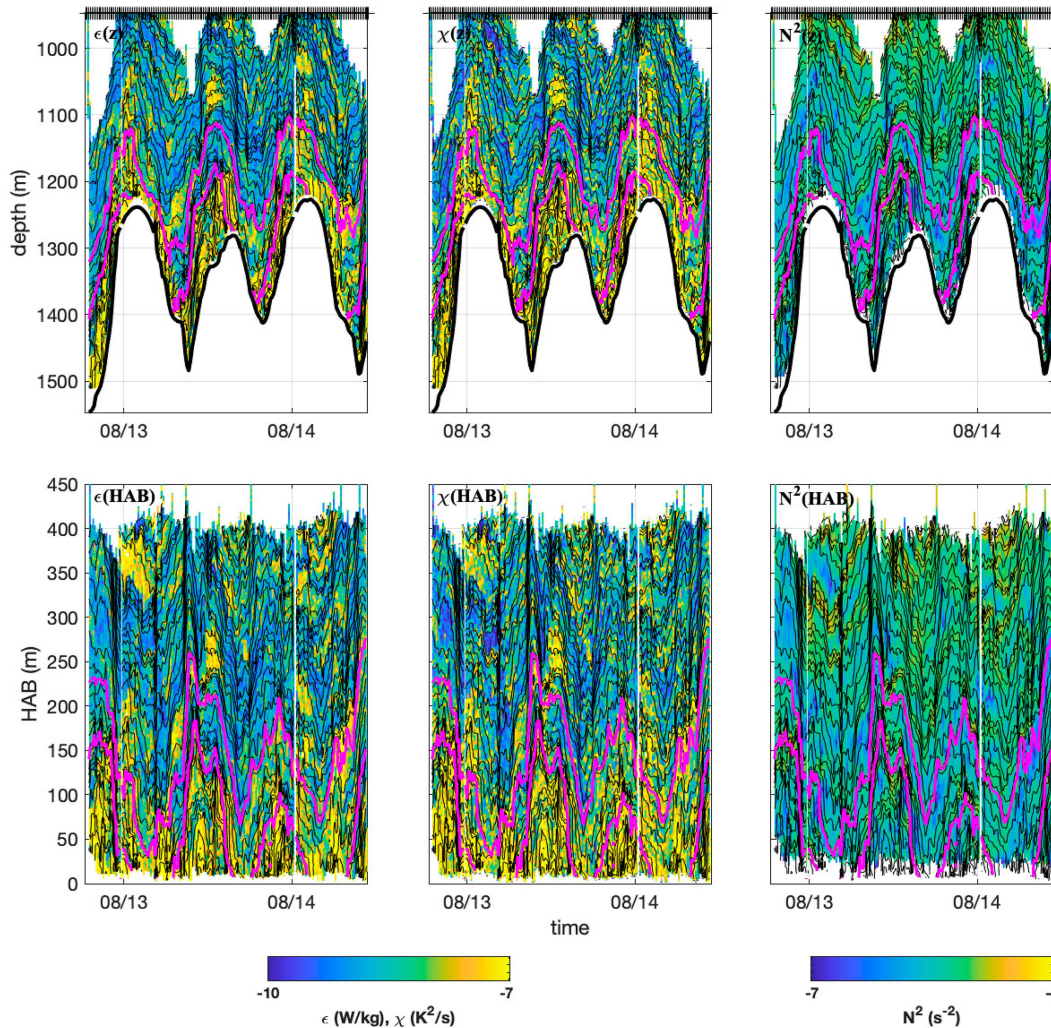 ϵ(z)
χ(z)
N²
depth (m)
1000
1100
1200
1300
1400
1500
08/13
08/14
08/13
08/14
08/13
08/14
ϵ(HAB)
χ(HAB)
N²(HAB)
HAB (m)
450
400
350
300
250
200
150
100
50
0
08/13
08/14
08/13
08/14
08/13
08/14
time
-10
-7
-7
ϵ (W/kg), χ (K²/s)
N² (s⁻²)